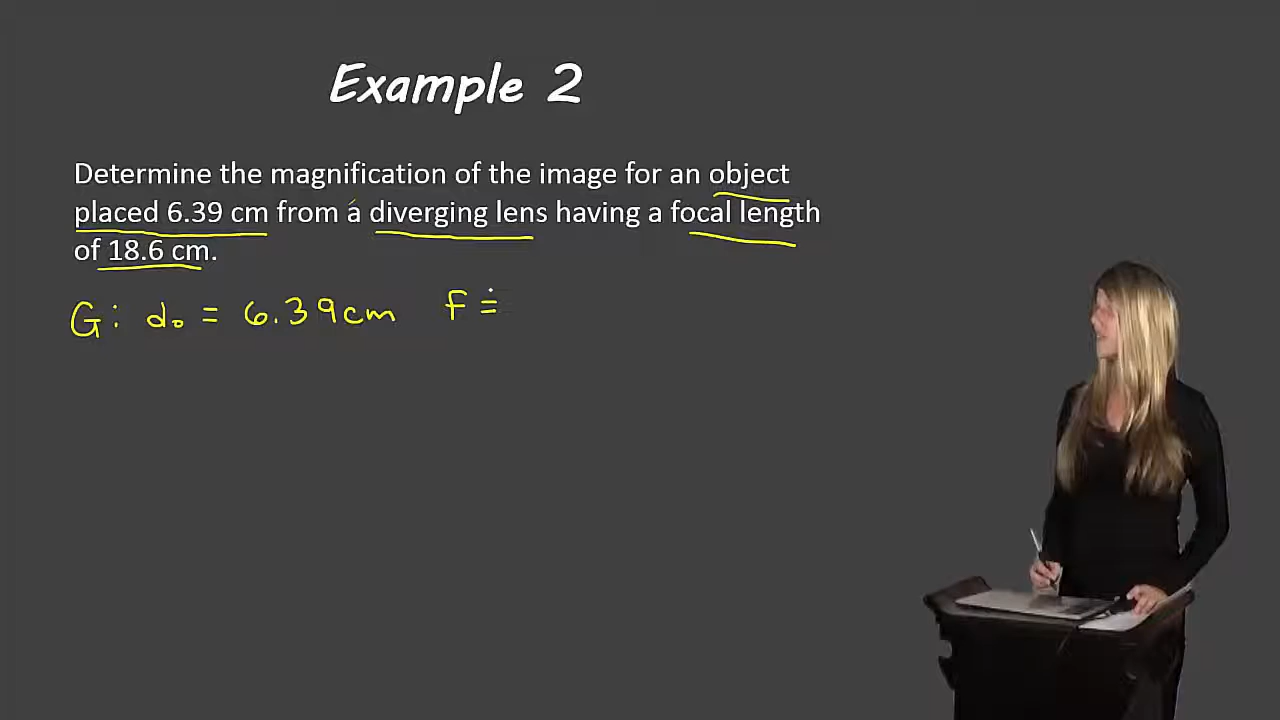 Example 2
Determine the magnification of the image for an object
placed 6.39 cm from a diverging lens having a focal length
of 18.6 cm.
G: do = 6.39cm f =